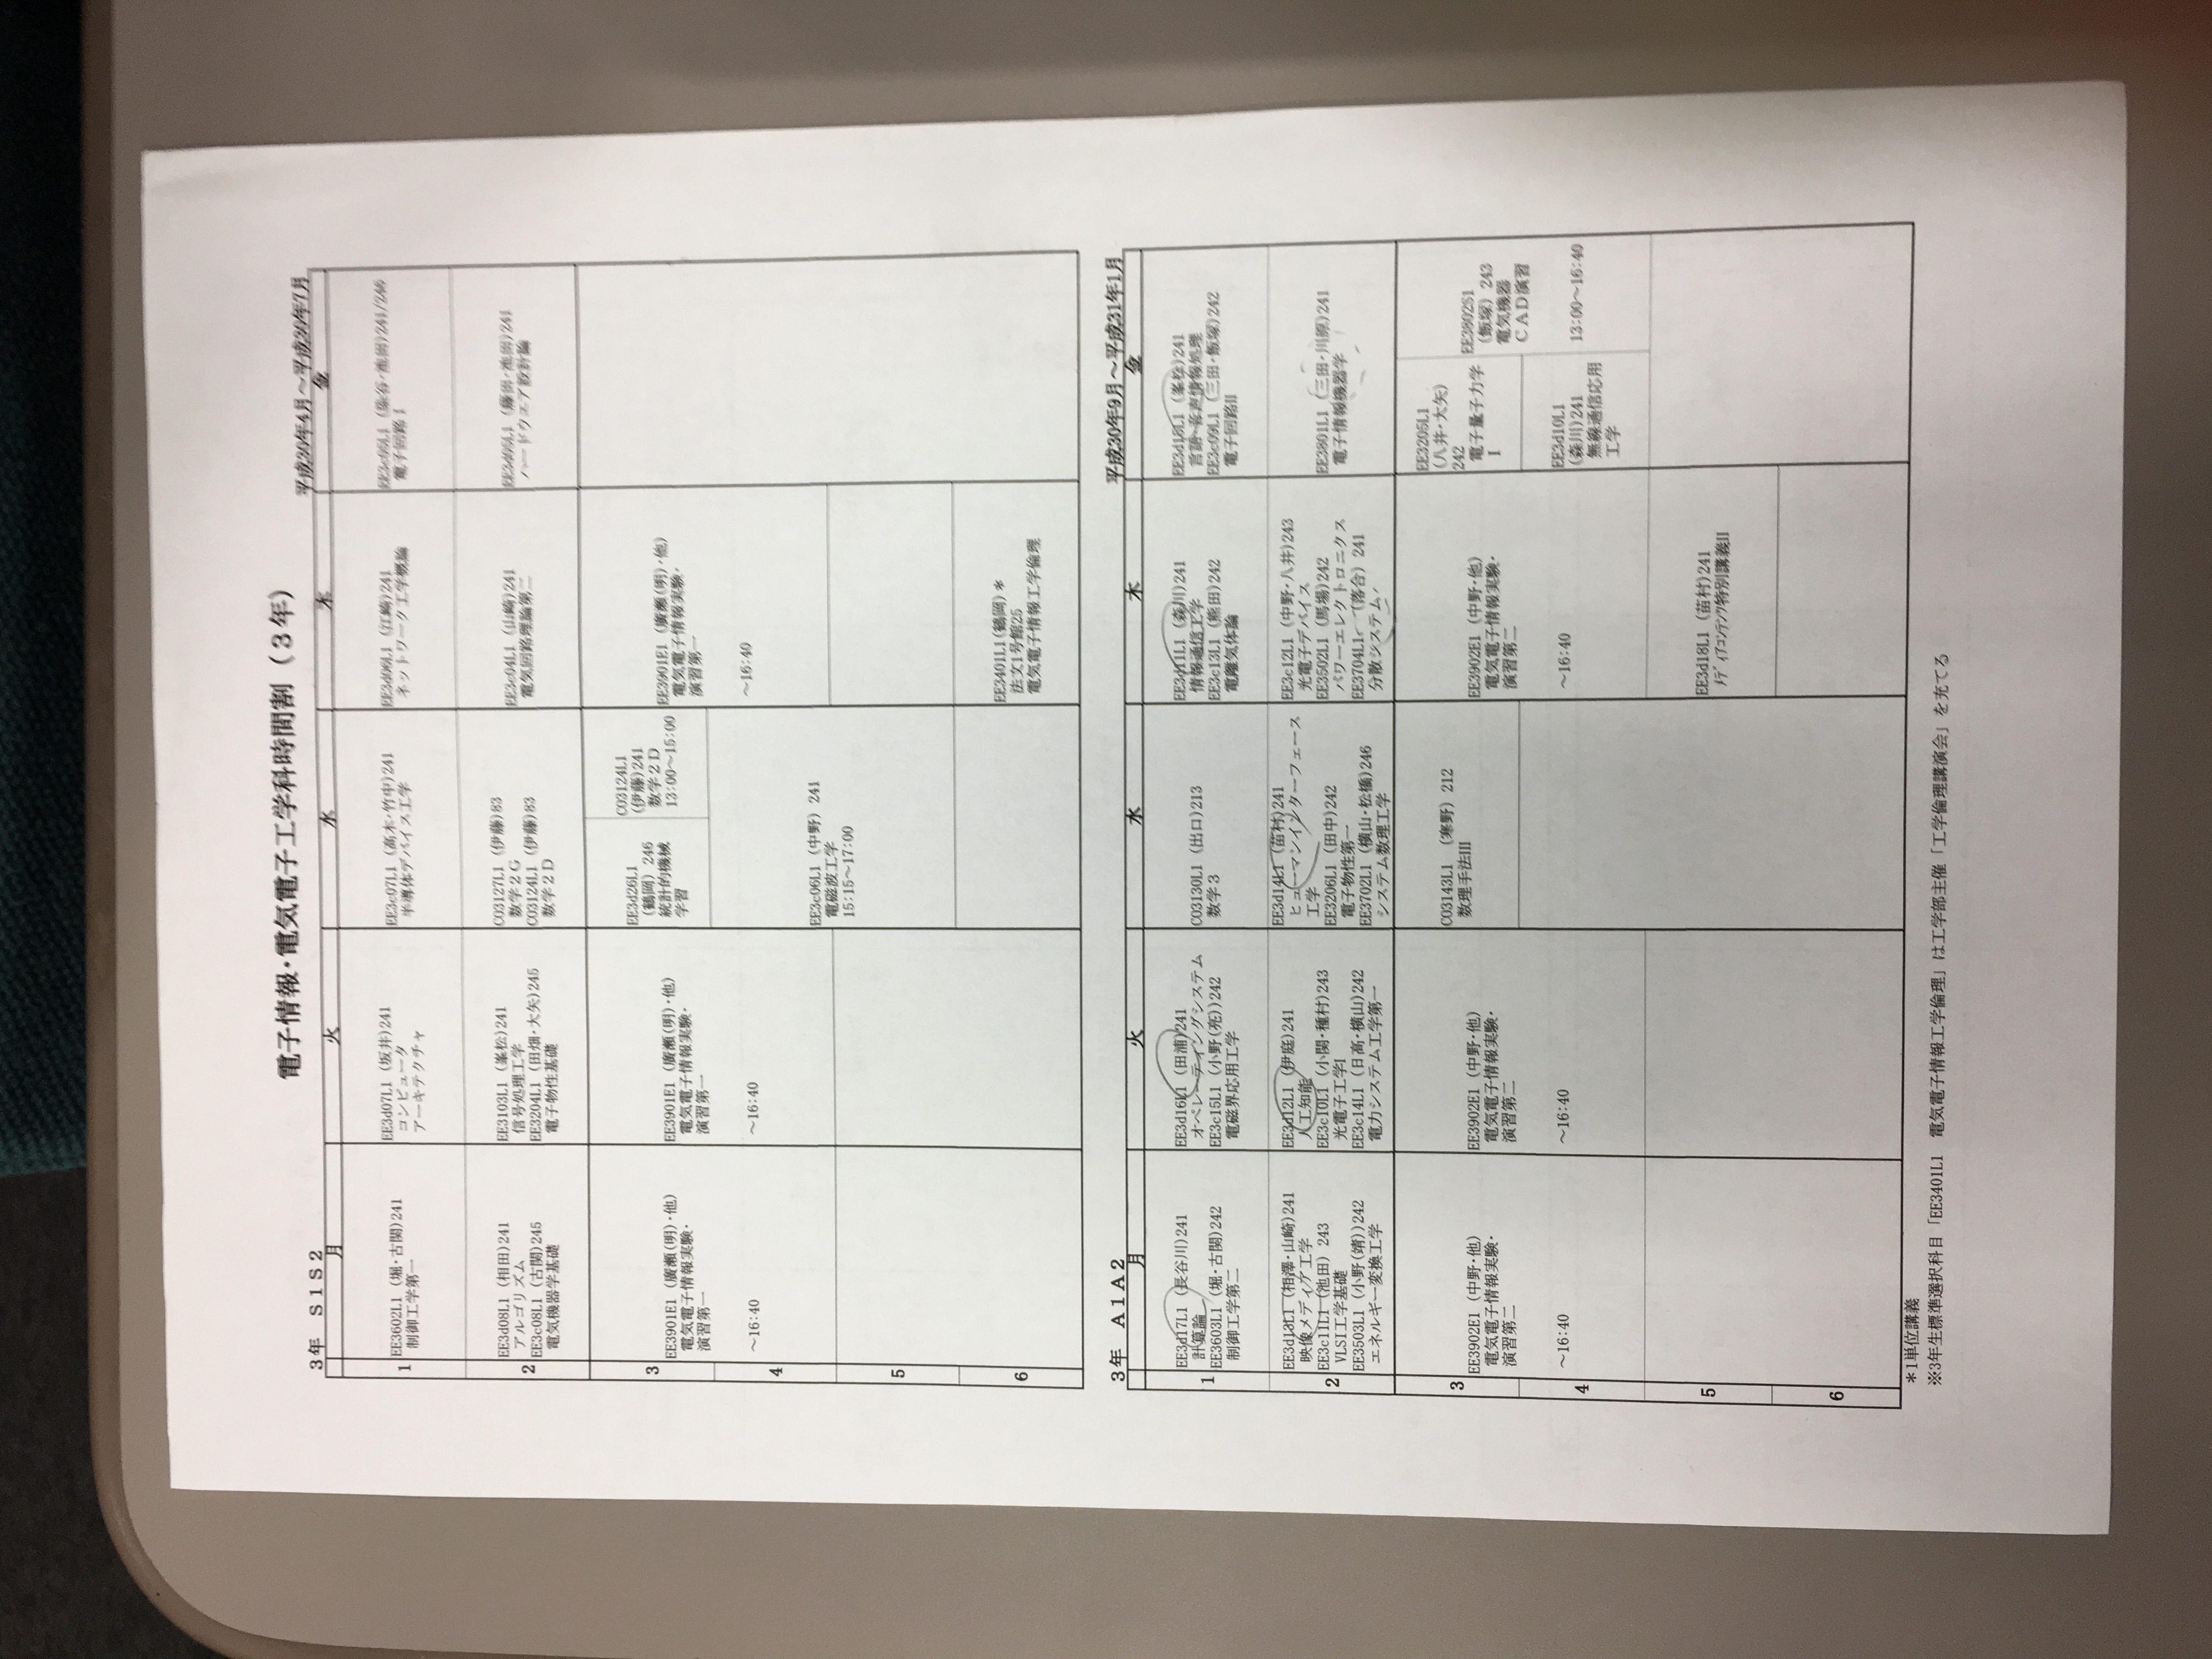 電子情報・電気電子工学科時間割（３年）
３年　Ｓ１Ｓ２
平成30年4月～平成30年7月
月
火
水
木
金
1
EE3602L1（堀・古関)241
制御工学第一
EE3d07L1（坂井)241
コンピュータ
アーキテクチャ
EE3c07L1（高木・竹中)241
半導体デバイス工学
EE3d06L1（江崎)241
ネットワーク工学概論
電子回路Ⅰ
2
EE3d08L1（相田)241
アルゴリズム
EE3c08L1（古関)245
電気機器学基礎
EE3103L1（峯松)241
信号処理工学
EE3204L1（田畑・大矢)245
電子物性基礎
CO3127L1（伊藤)83
数学２Ｇ
CO3124L1（伊藤)83
数学２Ｄ
EE3c04L1（山崎)241
電気回路理論第二
ハードウエア設計論
3
EE3901E1（廣瀬(明)・他)
電気電子情報実験・
演習第一
～16:40
EE3901E1（廣瀬(明)・他)
電気電子情報実験・
演習第一
～16:40
EE3d26L1
（鶴岡）246
統計的機械
学習
CO3124L1
(伊藤)241
数学２Ｄ
13:00～15:00
EE3901E1（廣瀬(明)・他)
電気電子情報実験・
演習第一
～16:40
4
EE3c06L1（中野）241
電磁波工学
15:15～17:00
5
6
EE3401L1(鶴岡)＊
法文1号館25
電気電子情報工学倫理
３年　Ａ１Ａ２
平成30年9月～平成31年1月
月
火
水
木
金
1
EE3d17L1（長谷川)241
計算論
EE3603L1（堀・古関)242
制御工学第二
EE3d16L1（田浦)241
オペレーティングシステム
EE3c15L1（小野(亮))242
電磁界応用工学
CO3130L1（出口)213
数学３
EE3d11L1（森川)241
情報通信工学
EE3c13L1（熊田)242
電離気体論
EE3d15L1（峯松)241
言語・音声情報処理
EE3c09L1（三田・飯塚)242
電子回路II
2
EE3d13L1（相澤・山崎)241
映像メディア工学
EE3c11L1（池田）243
VLSI工学基礎
EE3503L1（小野(靖))242
エネルギー変換工学
EE3d12L1（伊庭)241
人工知能
EE3c10L1（小関・種村)243
光電子工学I
EE3c14L1（日高・横山)242
電力システム工学第一
EE3d14L1（苗村)241
ヒューマンインターフェース
工学
EE3206L1（田中)242
電子物性第一
EE3702L1（横山・松橋)246
システム数理工学
EE3c12L1（中野・八井)243
光電子デバイス
EE3502L1（馬場)242
パワーエレクトロニクス
EE3704L1（落合）241
分散システム
EE3801L1（三田・川原)241
電子情報機器学
3
EE3902E1（中野・他)
電気電子情報実験・
演習第二
～16:40
EE3902E1（中野・他)
電気電子情報実験・
演習第二
～16:40
CO3143L1　（寒野）212
数理手法III
EE3902E1（中野・他)
電気電子情報実験・
演習第二
～16:40
EE3205L1
(八井・大矢)
242
電子量子力学
I
EE3802S1
（飯塚）243
電気機器
ＣＡＤ演習
13:00～16:40
4
EE3d10L1
(森川)241
無線通信応用
工学
5
EE3d18L1（苗村)241
ﾒﾃﾞｨｱｺﾝﾃﾝﾂ特別講義II
6
＊1単位講義
※3年生標準選択科目「EE3401L1　電気電子情報工学倫理」は工学部主催「工学倫理講演会」を充てる